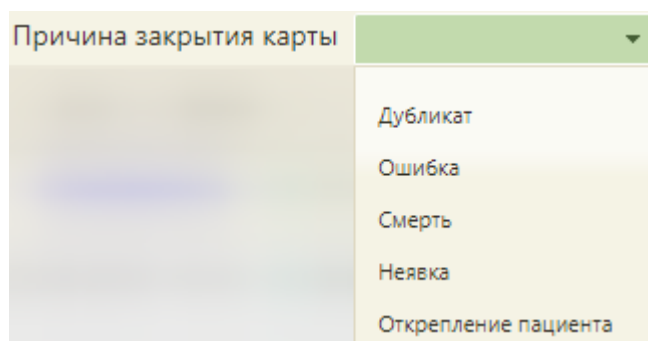 Причина закрытия карты
Дубликат
Ошибка
Смерть
Неявка
Открепление пациента